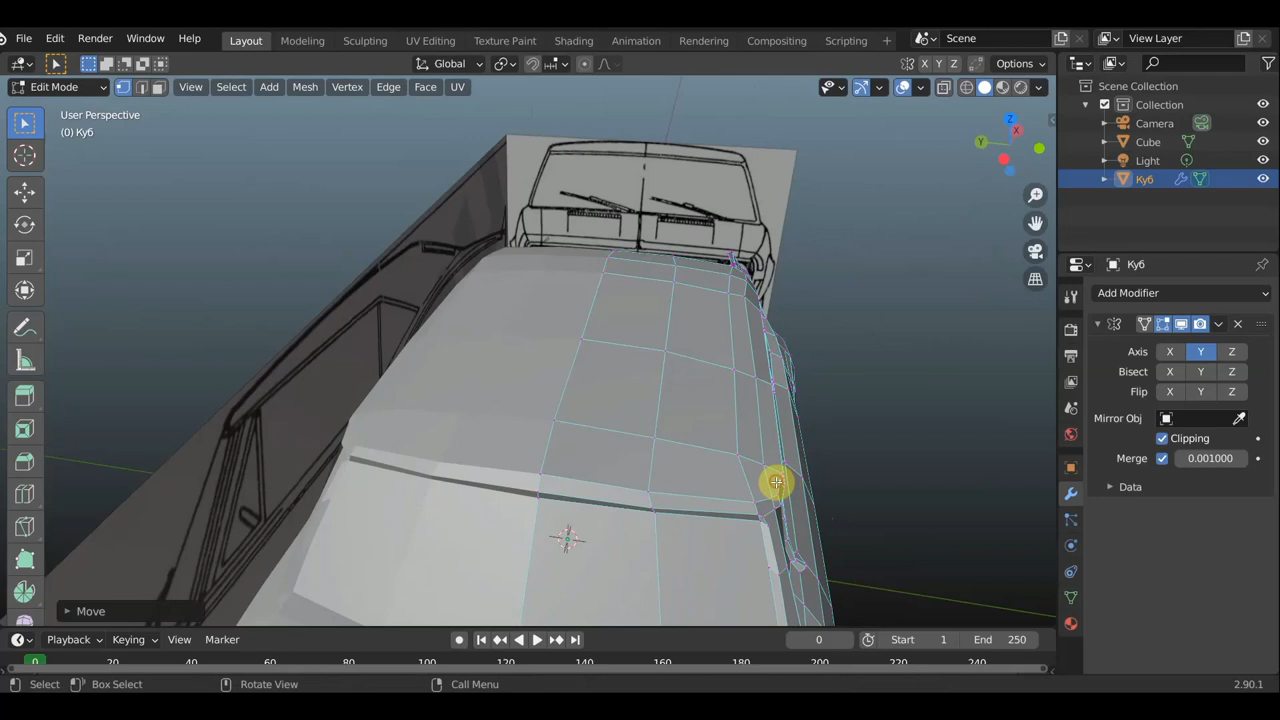 File Edit Render Window Help Layout Modeling Sculpting UV Editing Texture Paint Shading Animation Rendering Compositing Scripting + Scene View Layer
Global X Y Z Options
Edit Mode View Select Add Mesh Vertex Edge Face UV
User Perspective
(0) Куб
Z
X
Y
Scene Collection
Collection
Camera
Cube
Light
Куб
Куб
Add Modifier
Axis X Y Z
Bisect X Y Z
Flip X Y Z
Mirror Obj
Clipping
Merge 0.001000
Data
Move
Playback Keying View Marker 0 Start 1 End 250
0 20 40 60 80 100 120 140 160 180 200 220 240
Select Box Select Rotate View Call Menu 2.90.1